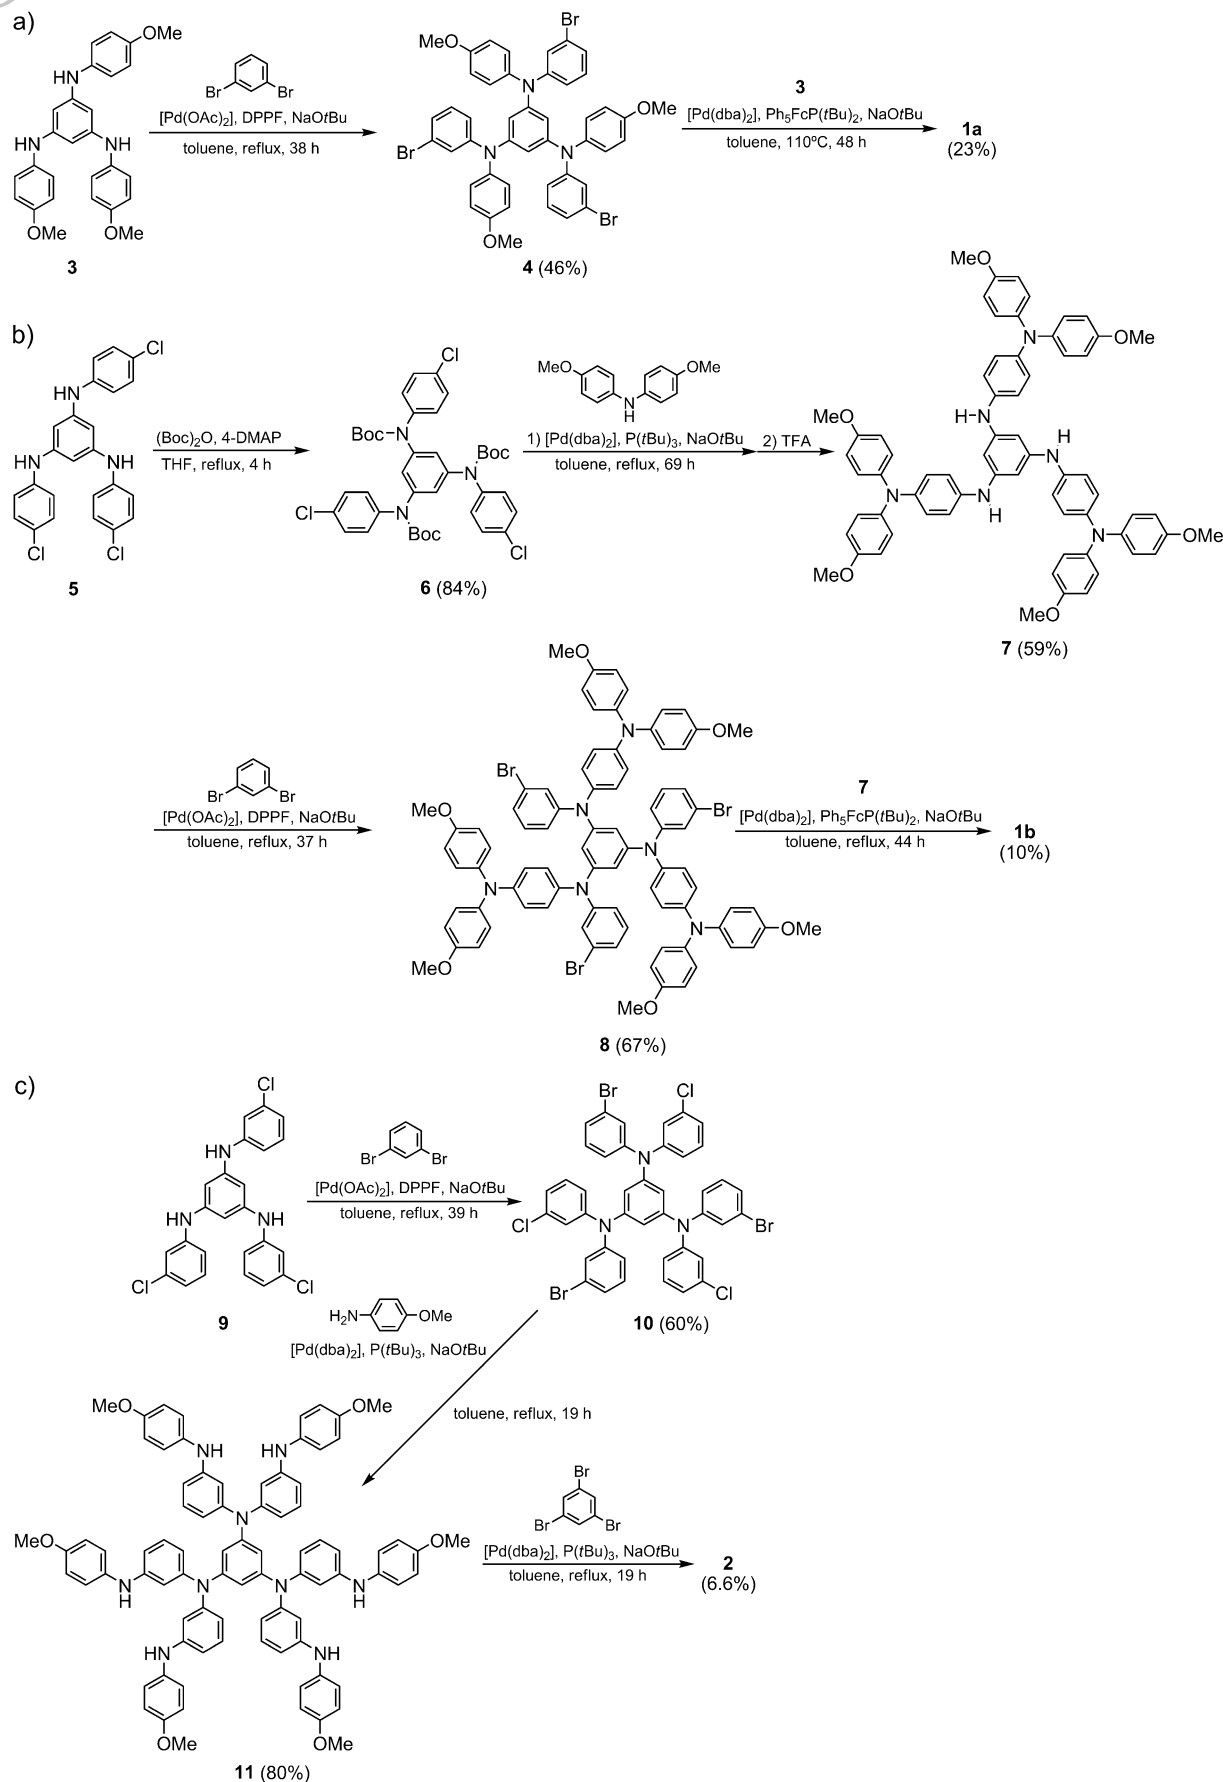 a)
OMe
HN
NH
HN
OMe
OMe
3
Br
Br
[Pd(OAc)2], DPPF, NaOtBu
toluene, reflux, 38 h
Br
MeO
N
OMe
Br
N
N
Br
OMe
4 (46%)
3
[Pd(dba)2], Ph5FcP(tBu)2, NaOtBu
toluene, 110ºC, 48 h
1a
(23%)
b)
Cl
HN
HN
NH
Cl
Cl
5
(Boc)2O, 4-DMAP
THF, reflux, 4 h
Cl
Boc
N
Boc
N
Cl
N
Boc
Cl
6 (84%)
MeO
OMe
N
H
1) [Pd(dba)2], P(tBu)3, NaOtBu
toluene, reflux, 69 h
2) TFA
MeO
N
OMe
H-N
MeO
H
N
N
N
H
MeO
N
OMe
MeO
7 (59%)
Br
Br
[Pd(OAc)2], DPPF, NaOtBu
toluene, reflux, 37 h
MeO
N
OMe
Br
Br
MeO
N
N
N
N
N
OMe
MeO
Br
MeO
8 (67%)
7
[Pd(dba)2], Ph5FcP(tBu)2, NaOtBu
toluene, reflux, 44 h
1b
(10%)
c)
Cl
HN
NH
HN
Cl
Cl
9
Br
Br
[Pd(OAc)2], DPPF, NaOtBu
toluene, reflux, 39 h
Br
Cl
N
Cl
N
N
Br
Br
Cl
10 (60%)
H2N
OMe
[Pd(dba)2], P(tBu)3, NaOtBu
toluene, reflux, 19 h
MeO
OMe
NH
HN
N
MeO
OMe
N
H
N
N
N
H
HN
NH
OMe
OMe
11 (80%)
Br
Br
Br
[Pd(dba)2], P(tBu)3, NaOtBu
toluene, reflux, 19 h
2
(6.6%)